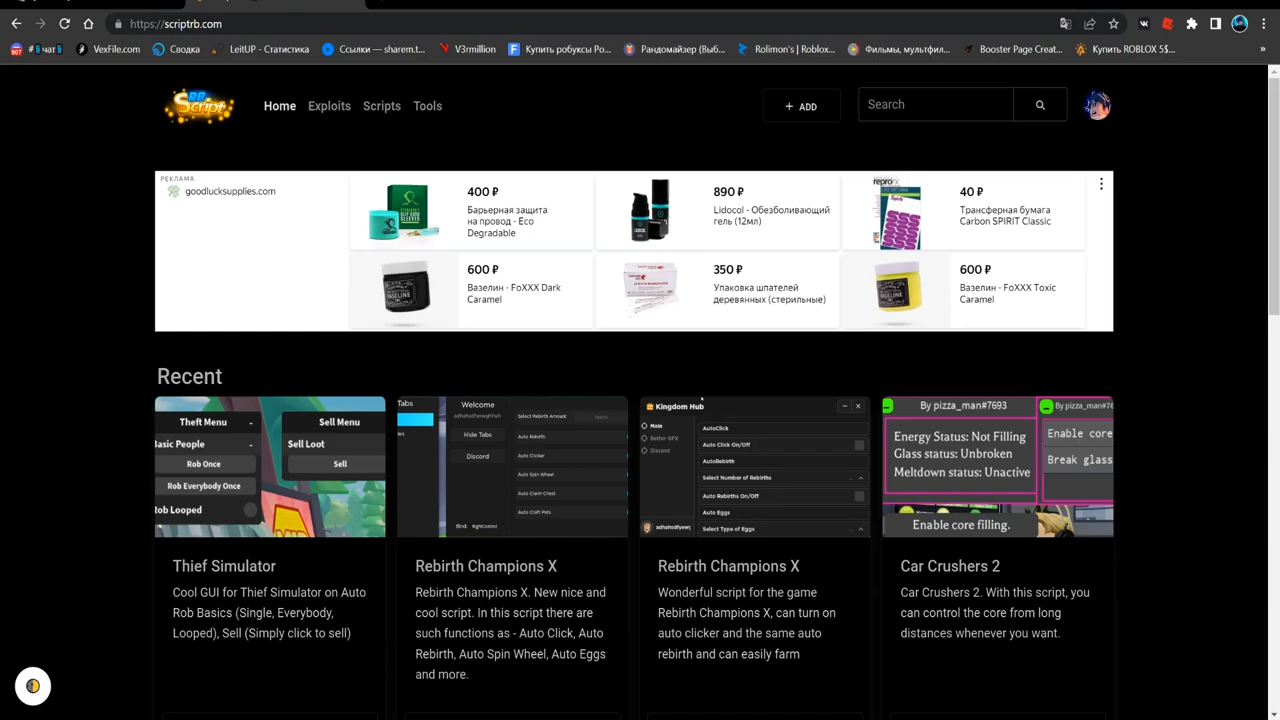 https://scriptrb.com
чат
VexFile.com
Сводка
LeitUP - Статистика
Ссылки — sharem.t...
V3rmillion
Купить робуксы Ро...
Рандомайзер (Выб...
Rolimon's | Roblox...
Фильмы, мультфил...
Booster Page Creat...
Купить ROBLOX 5$...
»
RB Script
Home
Exploits
Scripts
Tools
+ ADD
Search
РЕКЛАМА
goodlucksupplies.com
400 ₽
Барьерная защита
на провод - Eco
Degradable
890 ₽
Lidocol - Обезболивающий
гель (12мл)
40 ₽
Трансферная бумага
Carbon SPIRIT Classic
600 ₽
Вазелин - FoXXX Dark
Caramel
350 ₽
Упаковка шпателей
деревянных (стерильные)
600 ₽
Вазелин - FoXXX Toxic
Caramel
Recent
Theft Menu -
Basic People -
Rob Once
Rob Everybody Once
Rob Looped
Sell Menu
Sell Loot
Sell
Tabs
Welcome
Hide Tabs
Discord
Bind: RightControl
Select Rebirth Amount
Search
Auto Rebirth
Auto Clicker
Auto Spin Wheel
Auto Claim Chest
Auto Craft Pets
Kingdom Hub
Main
Better GFX
Discord
AutoClick
Auto Click On/Off
AutoRebirth
Select Number of Rebirths
Auto Rebirths On/Off
Auto Eggs
Select Type of Eggs
By pizza_man#7693
Energy Status: Not Filling
Glass status: Unbroken
Meltdown status: Unactive
By pizza_man#76
Enable core
Break glass
Enable core filling.
Thief Simulator
Cool GUI for Thief Simulator on Auto
Rob Basics (Single, Everybody,
Looped), Sell (Simply click to sell)
Rebirth Champions X
Rebirth Champions X. New nice and
cool script. In this script there are
such functions as - Auto Click, Auto
Rebirth, Auto Spin Wheel, Auto Eggs
and more.
Rebirth Champions X
Wonderful script for the game
Rebirth Champions X, can turn on
auto clicker and the same auto
rebirth and can easily farm
Car Crushers 2
Car Crushers 2. With this script, you
can control the core from long
distances whenever you want.